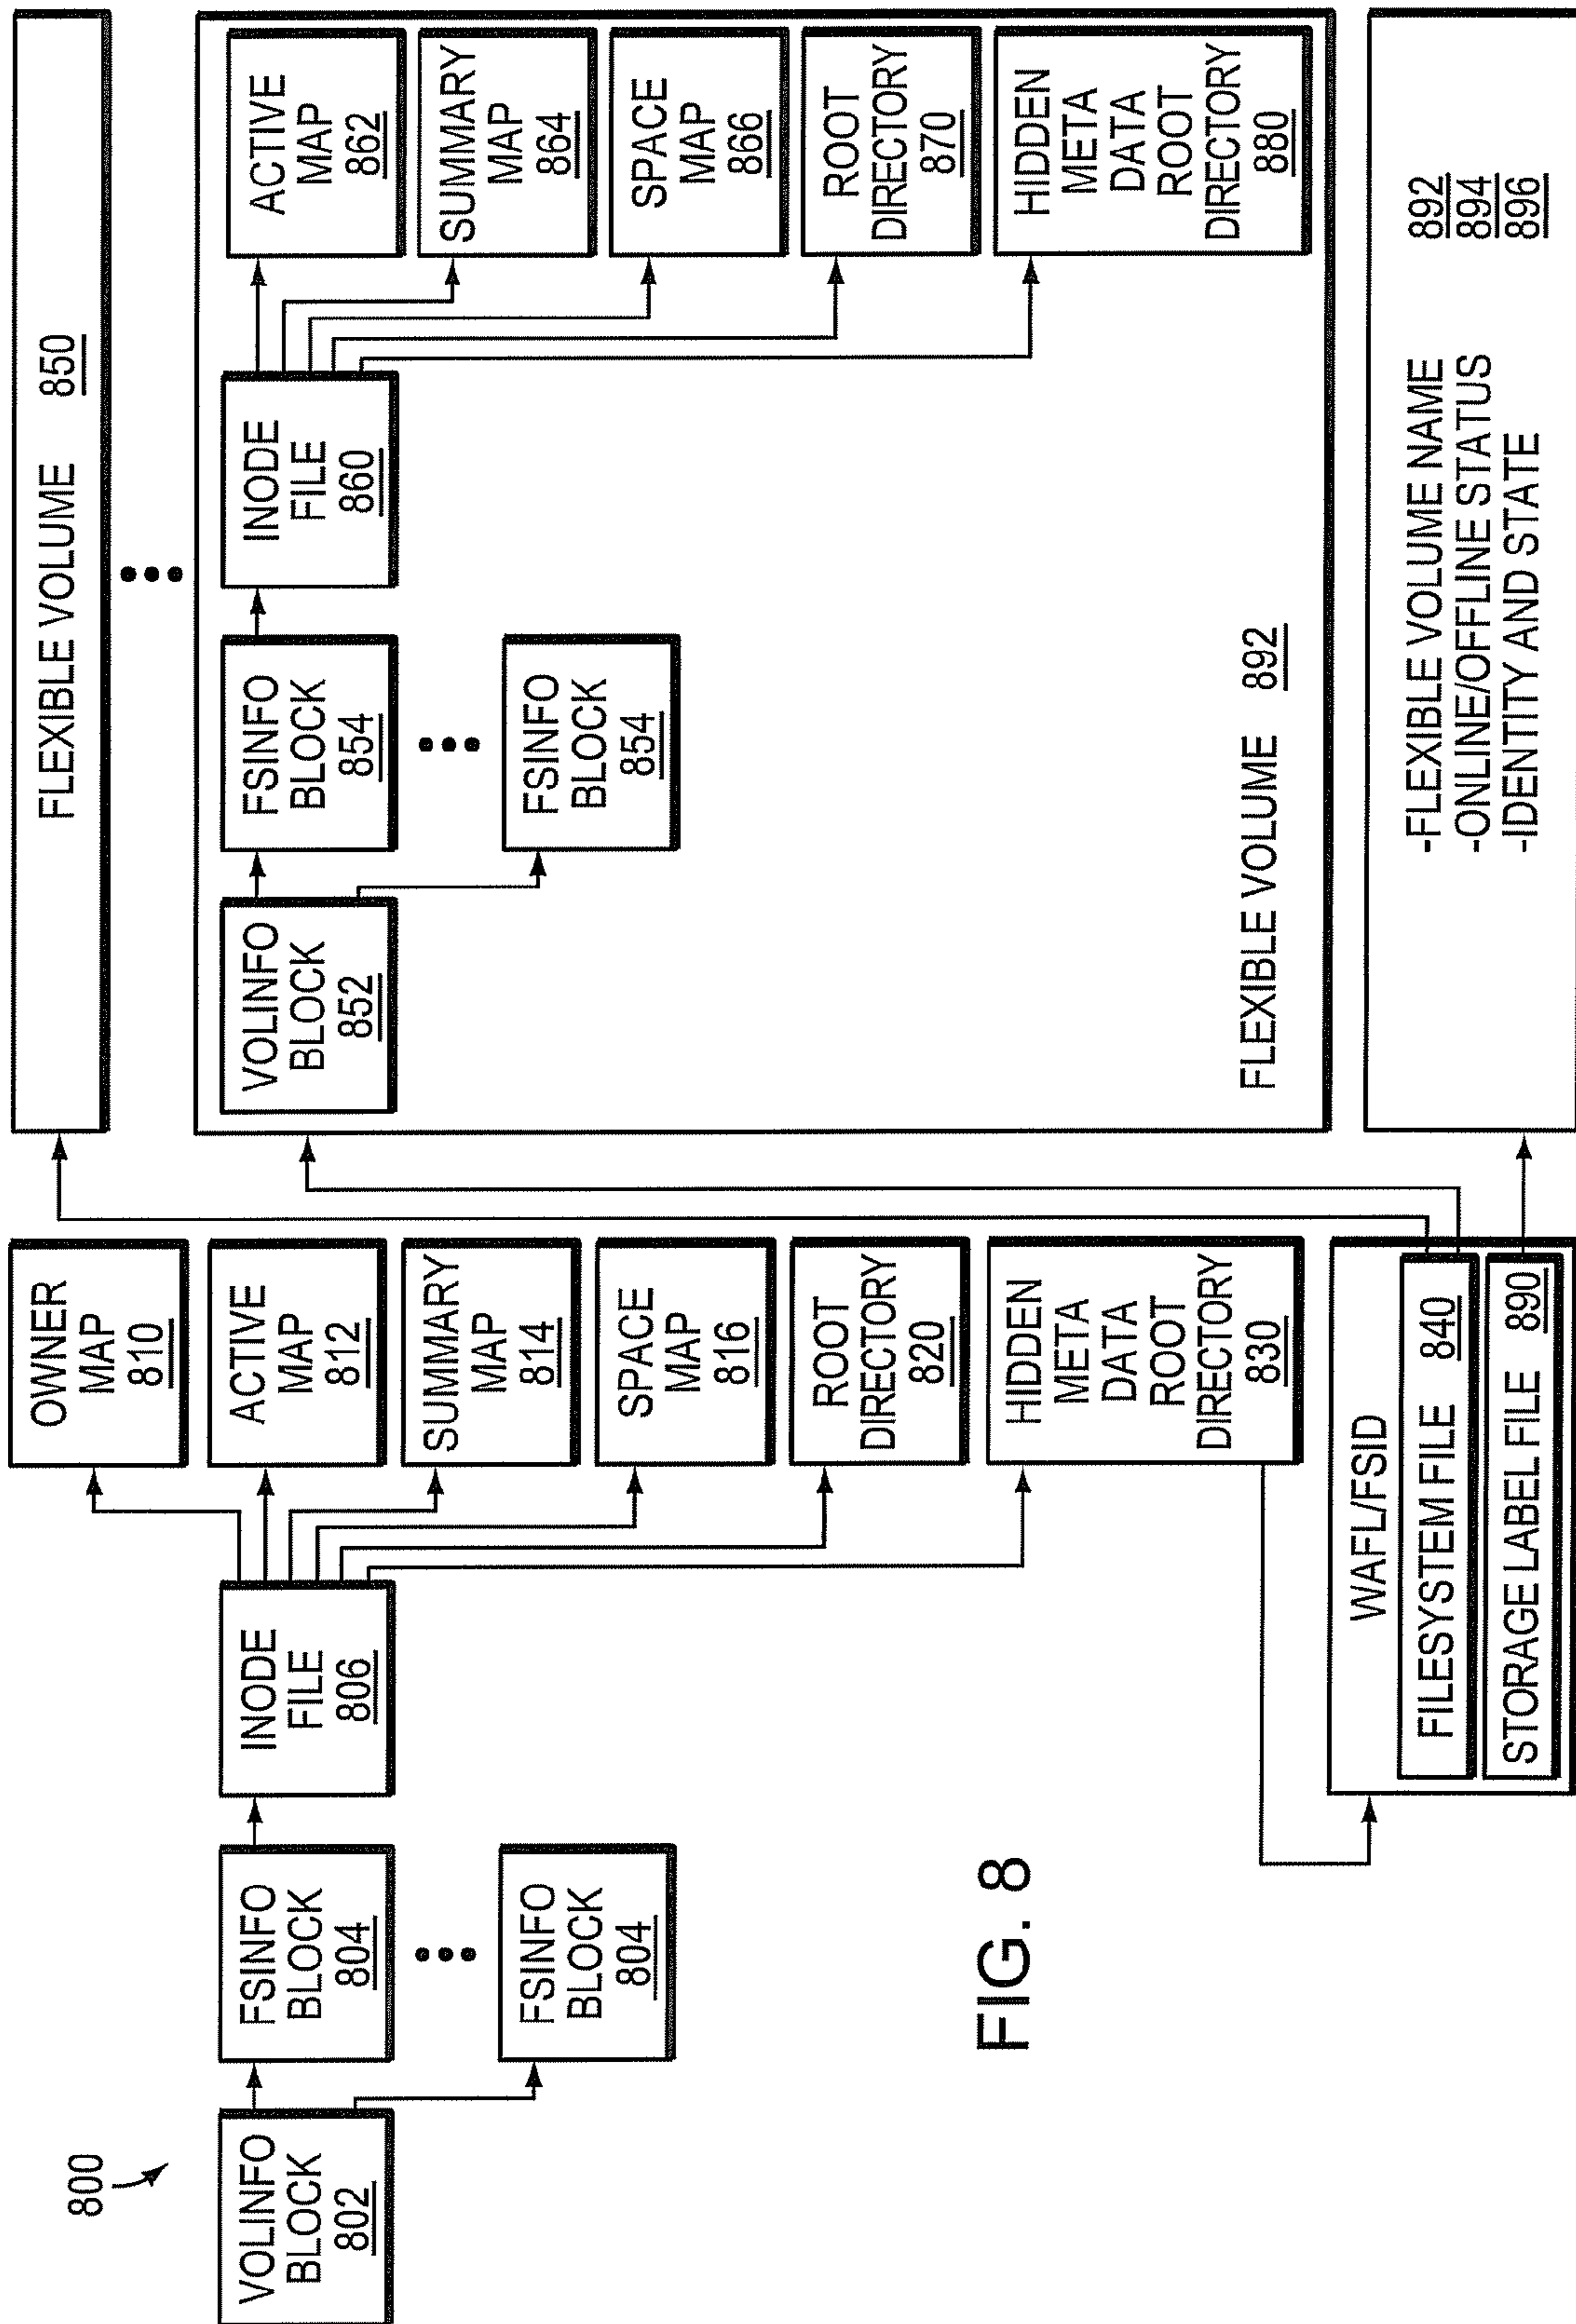 800
VOLINFO
BLOCK
802
FSINFO
BLOCK
804
FSINFO
BLOCK
804
INODE
FILE
806
OWNER
MAP
810
ACTIVE
MAP
812
SUMMARY
MAP
814
SPACE
MAP
816
ROOT
DIRECTORY
820
HIDDEN
META
DATA
ROOT
DIRECTORY
830
WAFL/FSID
FILESYSTEM FILE 840
STORAGE LABEL FILE 890
FLEXIBLE VOLUME 850
VOLINFO
BLOCK
852
FSINFO
BLOCK
854
FSINFO
BLOCK
854
INODE
FILE
860
ACTIVE
MAP
862
SUMMARY
MAP
864
SPACE
MAP
866
ROOT
DIRECTORY
870
HIDDEN
META
DATA
ROOT
DIRECTORY
880
FLEXIBLE VOLUME 892
-FLEXIBLE VOLUME NAME 892
-ONLINE/OFFLINE STATUS 894
-IDENTITY AND STATE 896
FIG. 8